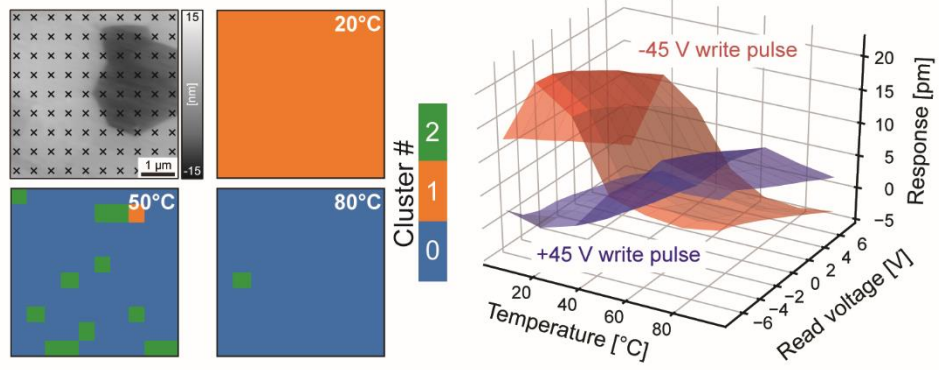 15
[nm]
-15
1 µm
20°C
50°C
80°C
Cluster #
2
1
0
-45 V write pulse
+45 V write pulse
20
15
10
5
0
-5
Response [pm]
6
4
2
0
-2
-4
-6
Read voltage [V]
20
40
60
80
Temperature [°C]